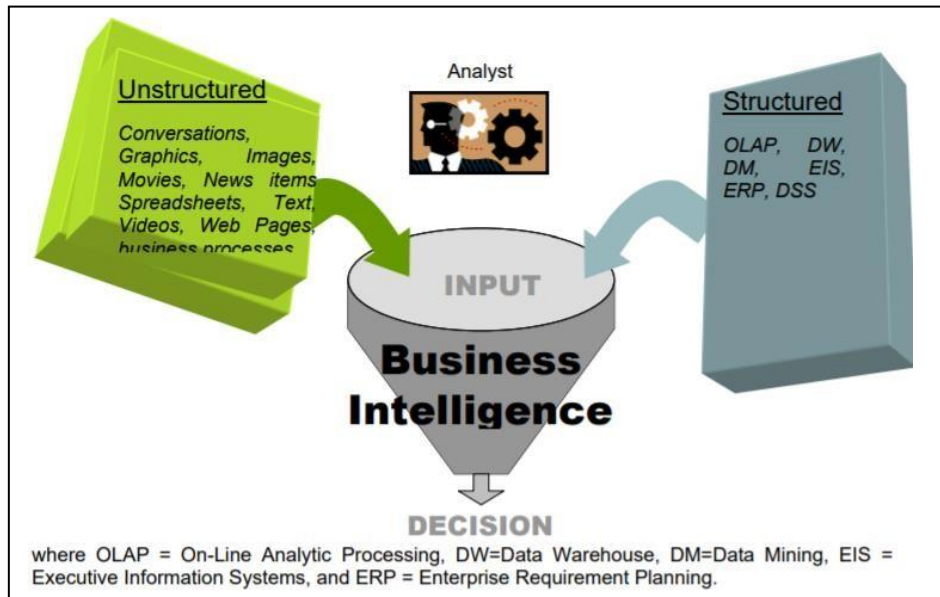 Unstructured
Conversations,
Graphics, Images,
Movies, News items
Spreadsheets, Text,
Videos, Web Pages,
business processes
Analyst
Structured
OLAP, DW,
DM, EIS,
ERP, DSS
INPUT
Business
Intelligence
DECISION
where OLAP = On-Line Analytic Processing, DW=Data Warehouse, DM=Data Mining, EIS =
Executive Information Systems, and ERP = Enterprise Requirement Planning.